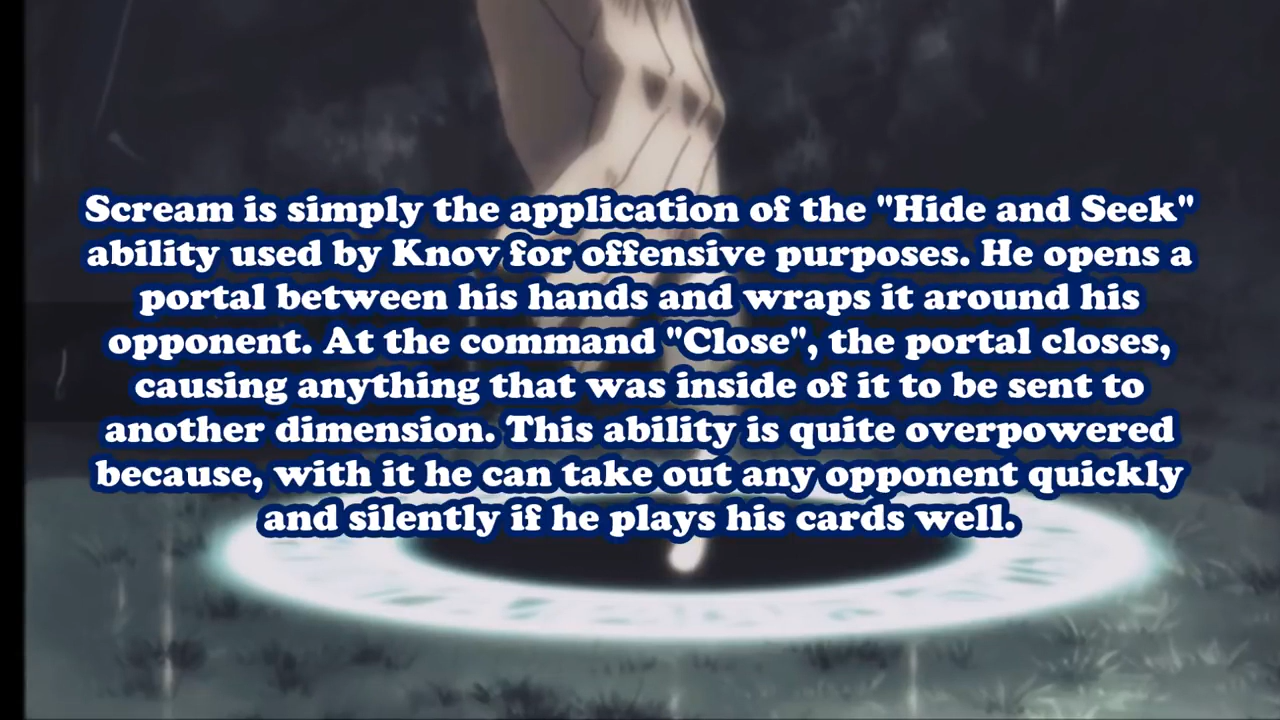 Scream is simply the application of the "Hide and Seek"
ability used by Knov for offensive purposes. He opens a
portal between his hands and wraps it around his
opponent. At the command "Close", the portal closes,
causing anything that was inside of it to be sent to
another dimension. This ability is quite overpowered
because, with it he can take out any opponent quickly
and silently if he plays his cards well.